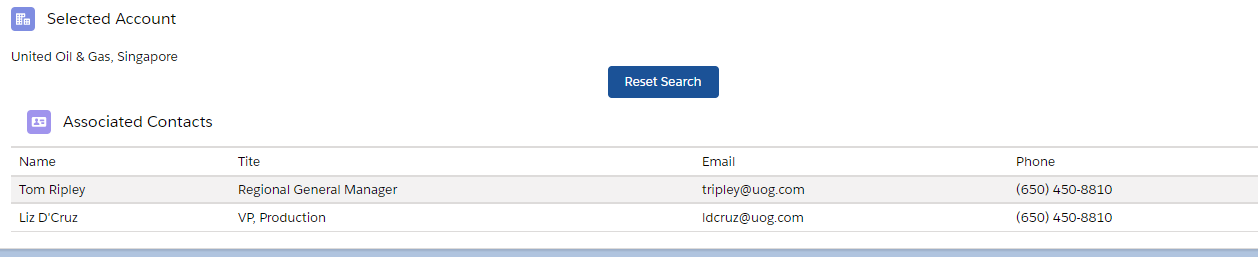 Selected Account
United Oil & Gas, Singapore
Reset Search
Associated Contacts
Name Tite Email Phone
Tom Ripley Regional General Manager tripley@uog.com (650) 450-8810
Liz D'Cruz VP, Production ldcruz@uog.com (650) 450-8810